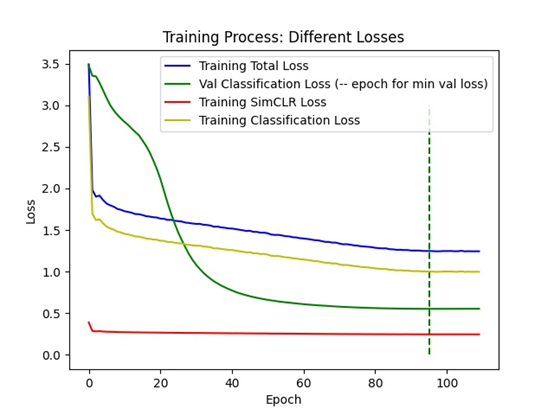 Training Process: Different Losses
Training Total Loss
Val Classification Loss (-- epoch for min val loss)
Training SimCLR Loss
Training Classification Loss
3.5
3.0
2.5
2.0
1.5
1.0
0.5
0.0
Loss
0 20 40 60 80 100
Epoch